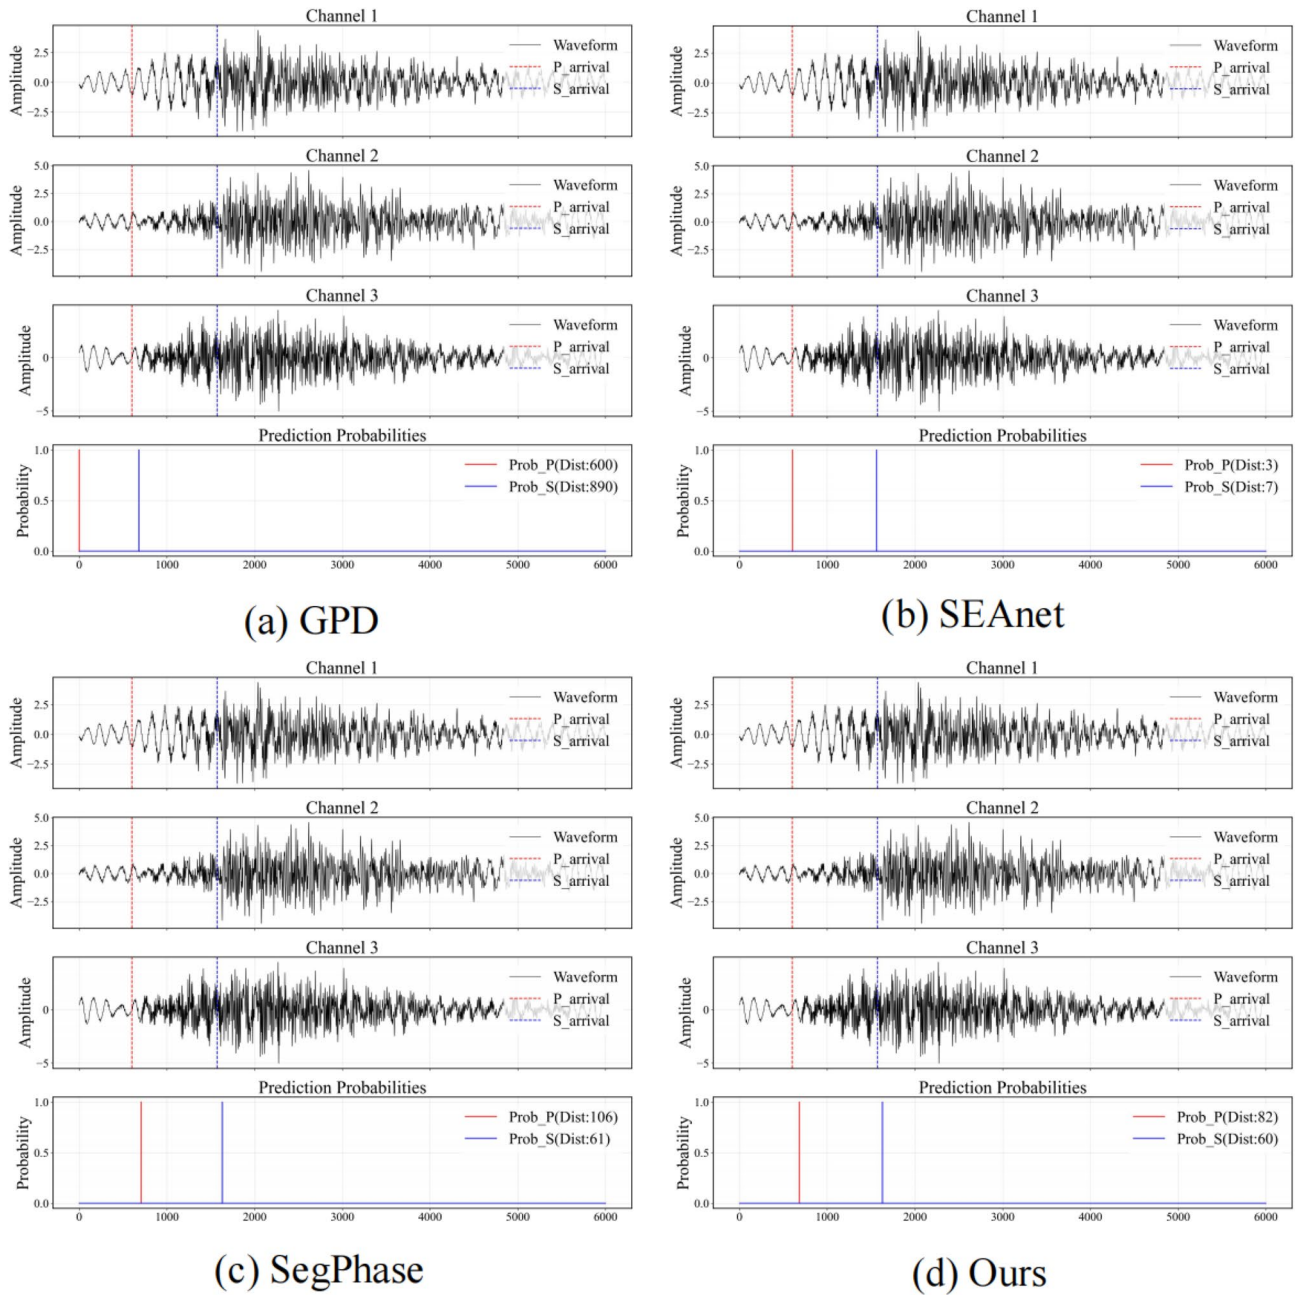 Channel 1
Amplitude
2.5
0.0
−2.5
Waveform
P_arrival
S_arrival
Channel 2
Amplitude
5.0
2.5
0.0
−2.5
Waveform
P_arrival
S_arrival
Channel 3
Amplitude
0
−5
Waveform
P_arrival
S_arrival
Prediction Probabilities
Probability
1.0
0.5
0.0
Prob_P(Dist:600)
Prob_S(Dist:890)
0 1000 2000 3000 4000 5000 6000
(a) GPD
Channel 1
Amplitude
2.5
0.0
−2.5
Waveform
P_arrival
S_arrival
Channel 2
Amplitude
5.0
2.5
0.0
−2.5
Waveform
P_arrival
S_arrival
Channel 3
Amplitude
0
−5
Waveform
P_arrival
S_arrival
Prediction Probabilities
Probability
1.0
0.5
0.0
Prob_P(Dist:3)
Prob_S(Dist:7)
0 1000 2000 3000 4000 5000 6000
(b) SEAnet
Channel 1
Amplitude
2.5
0.0
−2.5
Waveform
P_arrival
S_arrival
Channel 2
Amplitude
5.0
2.5
0.0
−2.5
Waveform
P_arrival
S_arrival
Channel 3
Amplitude
0
−5
Waveform
P_arrival
S_arrival
Prediction Probabilities
Probability
1.0
0.5
0.0
Prob_P(Dist:106)
Prob_S(Dist:61)
0 1000 2000 3000 4000 5000 6000
(c) SegPhase
Channel 1
Amplitude
2.5
0.0
−2.5
Waveform
P_arrival
S_arrival
Channel 2
Amplitude
5.0
2.5
0.0
−2.5
Waveform
P_arrival
S_arrival
Channel 3
Amplitude
0
−5
Waveform
P_arrival
S_arrival
Prediction Probabilities
Probability
1.0
0.5
0.0
Prob_P(Dist:82)
Prob_S(Dist:60)
0 1000 2000 3000 4000 5000 6000
(d) Ours